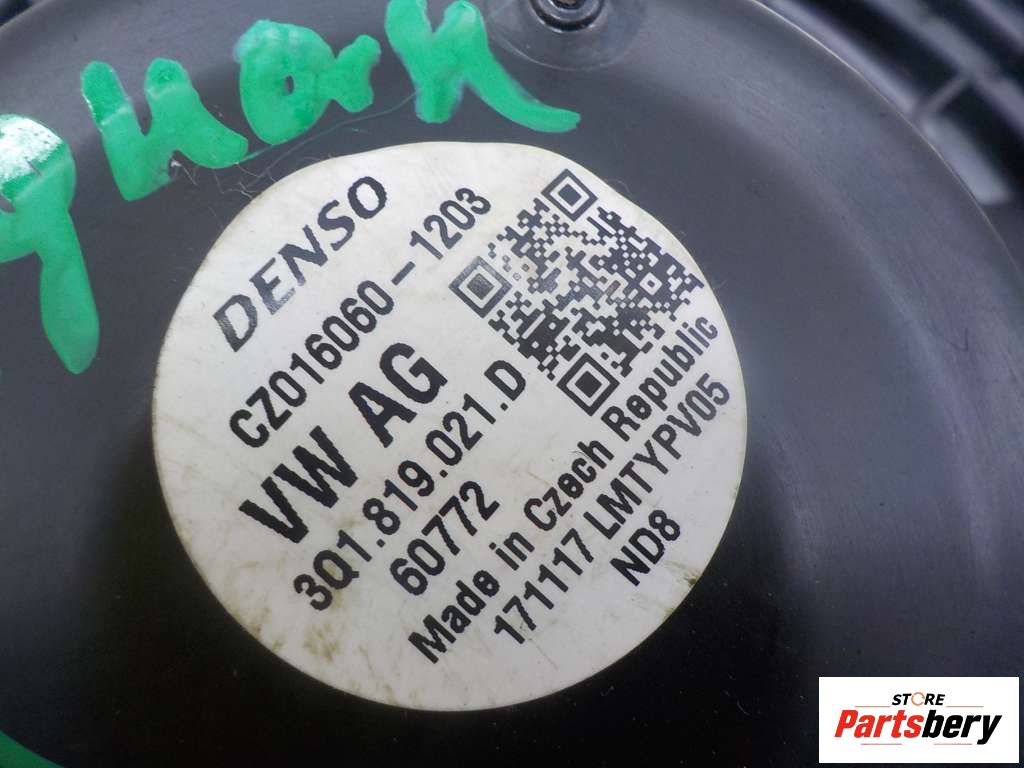 DENSO
CZ016060-1203
VW AG
3Q1.819.021.D
60772
Made in Czech Republic
171117 LMTYPV05
ND8
STORE
Partsbery